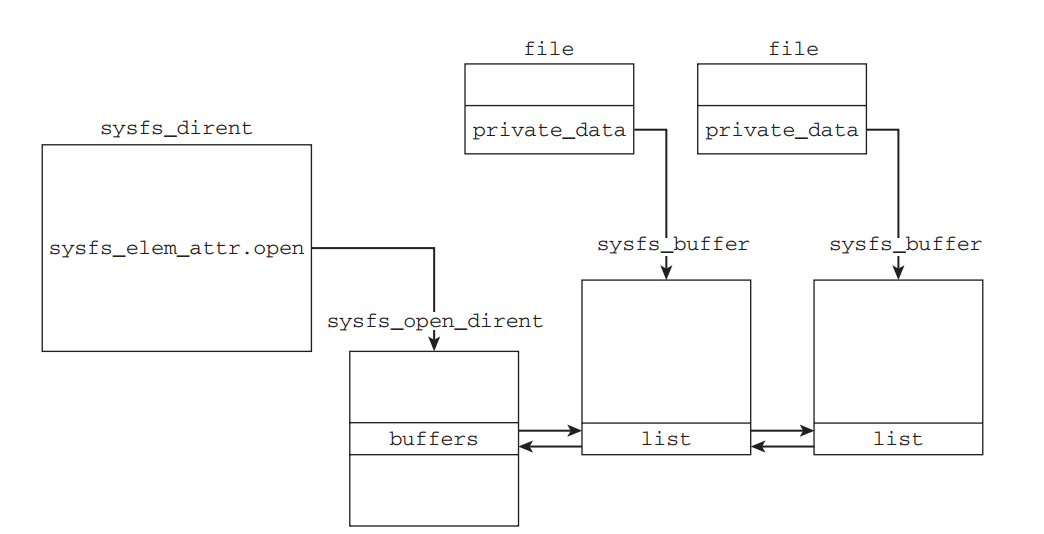 file
file
private_data
private_data
sysfs_dirent
sysfs_elem_attr.open
sysfs_buffer
sysfs_buffer
sysfs_open_dirent
buffers
list
list